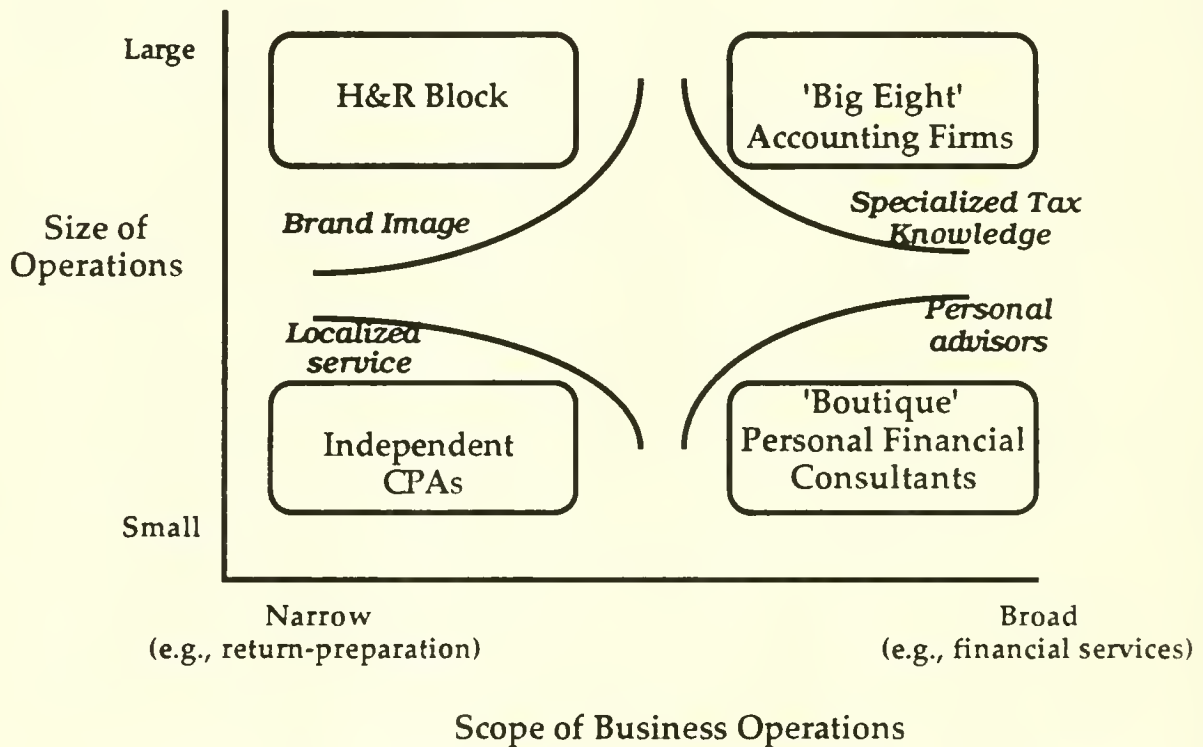 Large
H&R Block
'Big Eight'
Accounting Firms
Size of
Operations
Brand Image
Specialized Tax
Knowledge
Localized
service
Personal
advisors
Independent
CPAs
'Boutique'
Personal Financial
Consultants
Small
Narrow
(e.g., return-preparation)
Broad
(e.g., financial services)
Scope of Business Operations